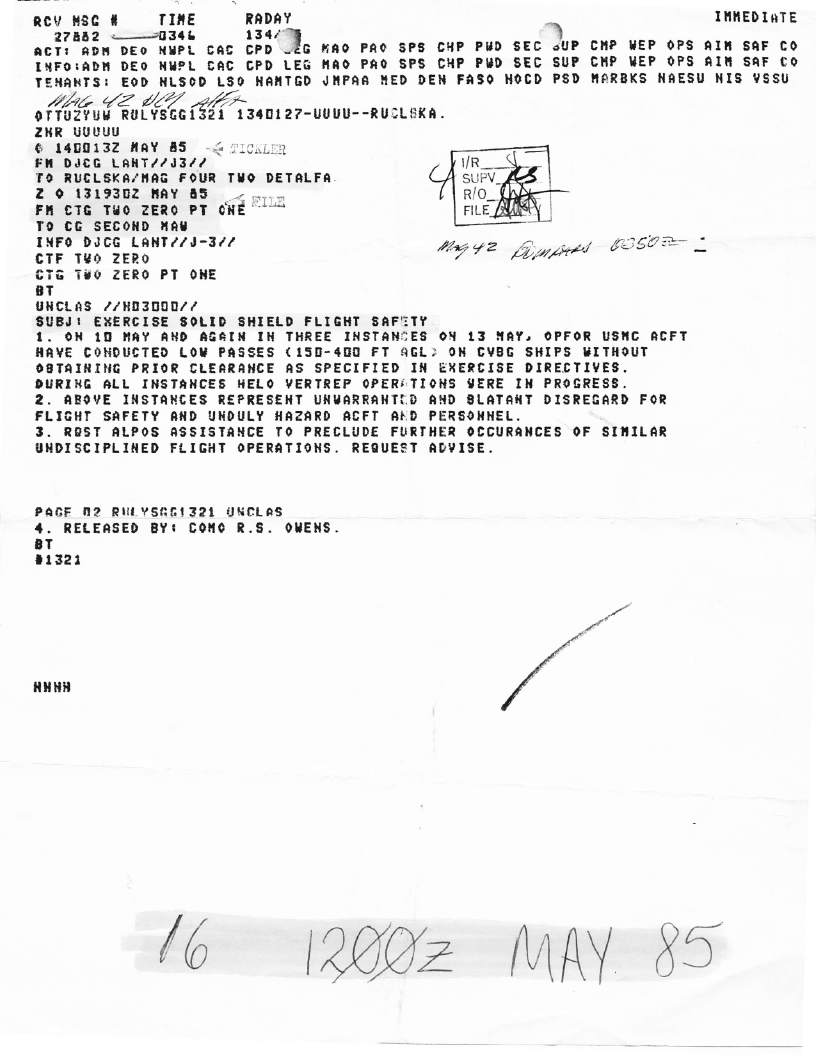 RCV MSG # TIME RADAY IMMEDIATE
27882 0346 134/
ACT: ADM DEO NWPL CAC CPD LEG MAO PAO SPS CHP PWD SEC SUP CMP WEP OPS AIM SAF CO
INFO:ADM DEO NWPL CAC CPD LEG MAO PAO SPS CHP PWD SEC SUP CMP WEP OPS AIM SAF CO
TENANTS: EOD NLSOD LSO NAMTGD JMPAA MED DEN FASO NOCD PSD MARBKS NAESU NIS VSSU
MAG 42 DCM ALFA
OTTUZYUW RULYSGG1321 1340127-UUUU--RUCLSKA.
ZNR UUUUU
O 140013Z MAY 85 TICKLER
FM DJCG LANT//J3//
TO RUCLSKA/MAG FOUR TWO DETALFA
Z O 131930Z MAY 85 FILE
FM CTG TWO ZERO PT ONE
TO CG SECOND MAW
INFO DJCG LANT//J-3//
CTF TWO ZERO
CTG TWO ZERO PT ONE
BT
UNCLAS //N03000//
SUBJ: EXERCISE SOLID SHIELD FLIGHT SAFETY
1. ON 10 MAY AND AGAIN IN THREE INSTANCES ON 13 MAY, OPFOR USMC ACFT
HAVE CONDUCTED LOW PASSES (150-400 FT AGL) ON CVBG SHIPS WITHOUT
OBTAINING PRIOR CLEARANCE AS SPECIFIED IN EXERCISE DIRECTIVES.
DURING ALL INSTANCES HELO VERTREP OPERATIONS WERE IN PROGRESS.
2. ABOVE INSTANCES REPRESENT UNWARRANTED AND BLATANT DISREGARD FOR
FLIGHT SAFETY AND UNDULY HAZARD ACFT AND PERSONNEL.
3. RQST ALPOS ASSISTANCE TO PRECLUDE FURTHER OCCURANCES OF SIMILAR
UNDISCIPLINED FLIGHT OPERATIONS. REQUEST ADVISE.
I/R
SUPV
R/O
FILE
Mag 42 0350Z
PAGE 02 RULYSGG1321 UNCLAS
4. RELEASED BY: COMO R.S. OWENS.
BT
#1321
NNNN
16 1200Z MAY 85